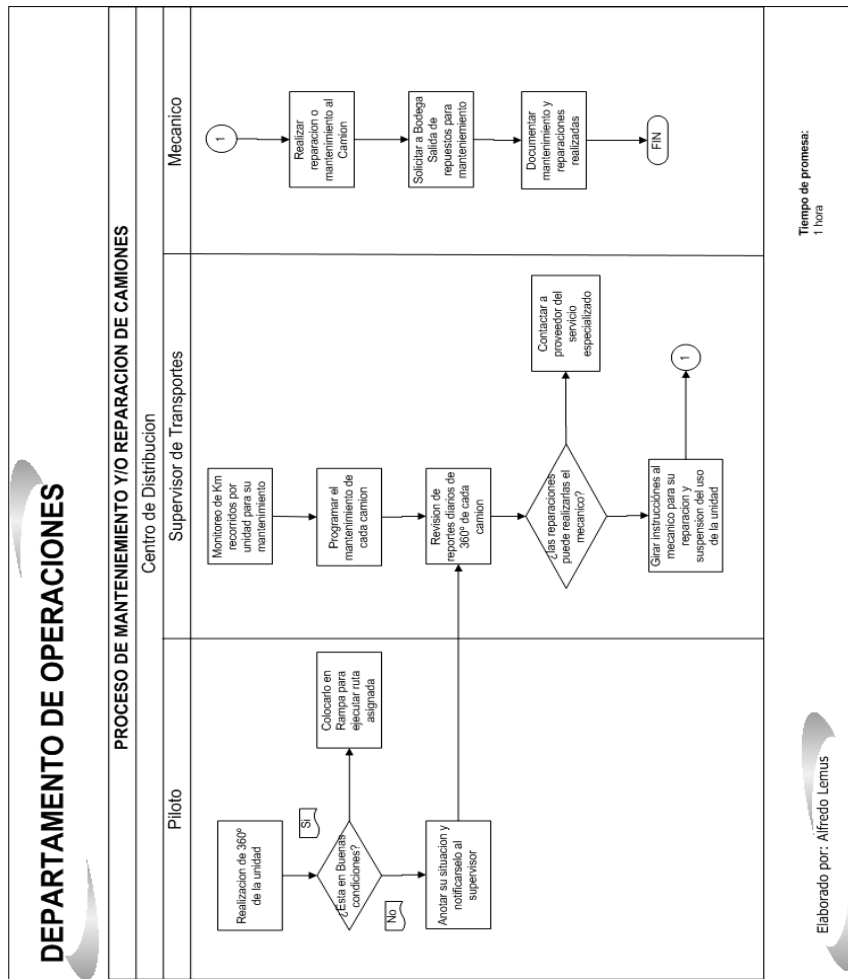 DEPARTAMENTO DE OPERACIONES
PROCESO DE MANTENIEMIENTO Y/O REPARACION DE CAMIONES
Centro de Distribucion
Piloto
Supervisor de Transportes
Mecanico
Realizacion de 360º
de la unidad
¿Esta en Buenas
condiciones?
Si
No
Colocarlo en
Rampa para
ejecutar ruta
asignada
Anotar su situacion y
notificarselo al
supervisor
Monitoreo de Km
recorridos por
unidad para su
mantenimiento
Programar el
mantenimiento de
cada camion
Revision de
reportes diarios de
360º de cada
camion
¿las reparaciones
puede realizarlas el
mecanico?
Contactar a
proveedor del
servicio
especializado
Girar instrucciónes al
mecanico para su
reparacion y
suspension del uso
de la unidad
1
1
Realizar
reparacion o
mantenimiento al
Camion
Solicitar a Bodega
Salida de
repuestos para
manteniemiento
Documentar
mantenimiento y
reparaciones
realizadas
FIN
Elaborado por: Alfredo Lemus
Tiempo de promesa:
1 hora